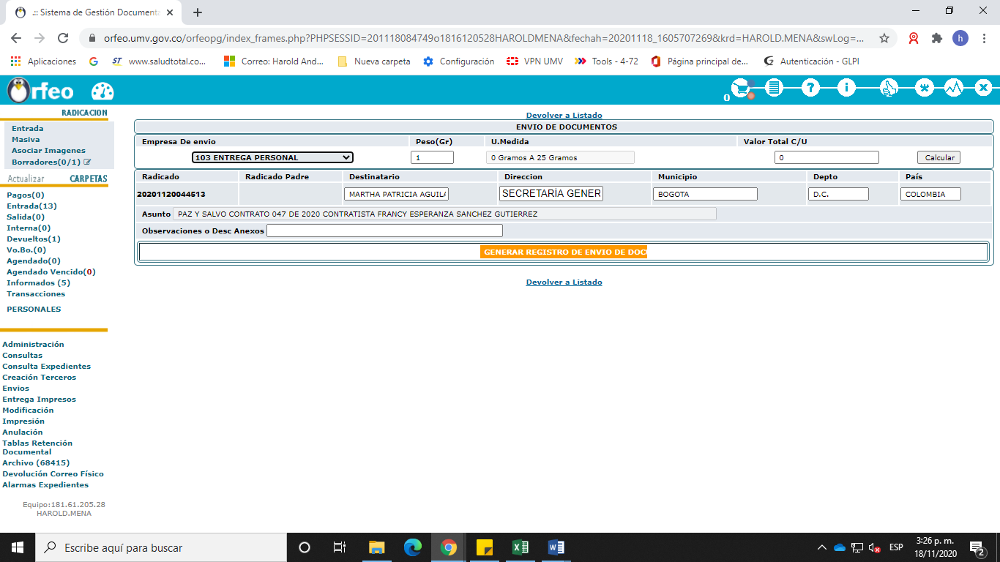 .:: Sistema de Gestión Documenta
orfeo.umv.gov.co/orfeopg/index_frames.php?PHPSESSID=201118084749o1816120528HAROLDMENA&fechah=20201118_1605707269&krd=HAROLD.MENA&swLog=...
h
Aplicaciones
www.saludtotal.co...
Correo: Harold And...
Nueva carpeta
Configuración
VPN UMV
Tools - 4-72
Página principal de...
Autenticación - GLPI
Orfeo
0
RADICACION
Entrada
Masiva
Asociar Imagenes
Borradores(0/1)
Actualizar CARPETAS
Pagos(0)
Entrada(13)
Salida(0)
Interna(0)
Devueltos(1)
Vo.Bo.(0)
Agendado(0)
Agendado Vencido(0)
Informados (5)
Transacciones
PERSONALES
Administración
Consultas
Consulta Expedientes
Creación Terceros
Envios
Entrega Impresos
Modificación
Impresión
Anulación
Tablas Retención
Documental
Archivo (68415)
Devolución Correo Físico
Alarmas Expedientes
Equipo:181.61.205.28
HAROLD.MENA
Devolver a Listado
ENVIO DE DOCUMENTOS
Empresa De envio Peso(Gr) U.Medida Valor Total C/U
103 ENTREGA PERSONAL 1 0 Gramos A 25 Gramos 0 Calcular
Radicado Radicado Padre Destinatario Direccion Municipio Depto País
20201120044513 MARTHA PATRICIA AGUILA SECRETARÍA GENER BOGOTA D.C. COLOMBIA
Asunto PAZ Y SALVO CONTRATO 047 DE 2020 CONTRATISTA FRANCY ESPERANZA SANCHEZ GUTIERREZ
Observaciones o Desc Anexos
GENERAR REGISTRO DE ENVIO DE DOC
Devolver a Listado
Escribe aquí para buscar
ESP
3:26 p. m.
18/11/2020
2